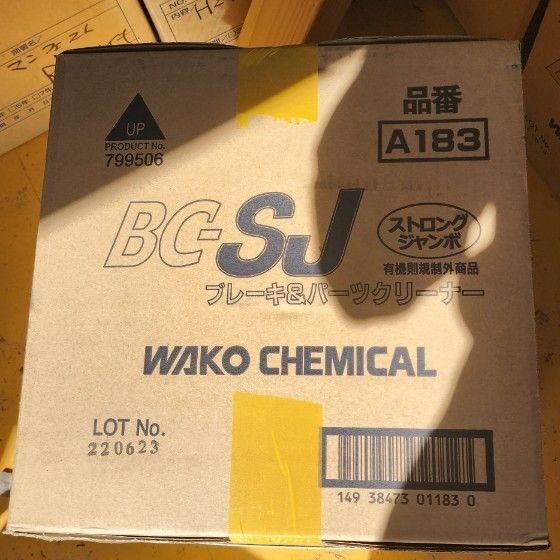 UP
PRODUCT No.
799506
品番
A183
BC-SJ
ストロング
ジャンボ
有機則規制外商品
ブレーキ&パーツクリーナー
WAKO CHEMICAL
LOT No.
220623
149 38473 01183 0